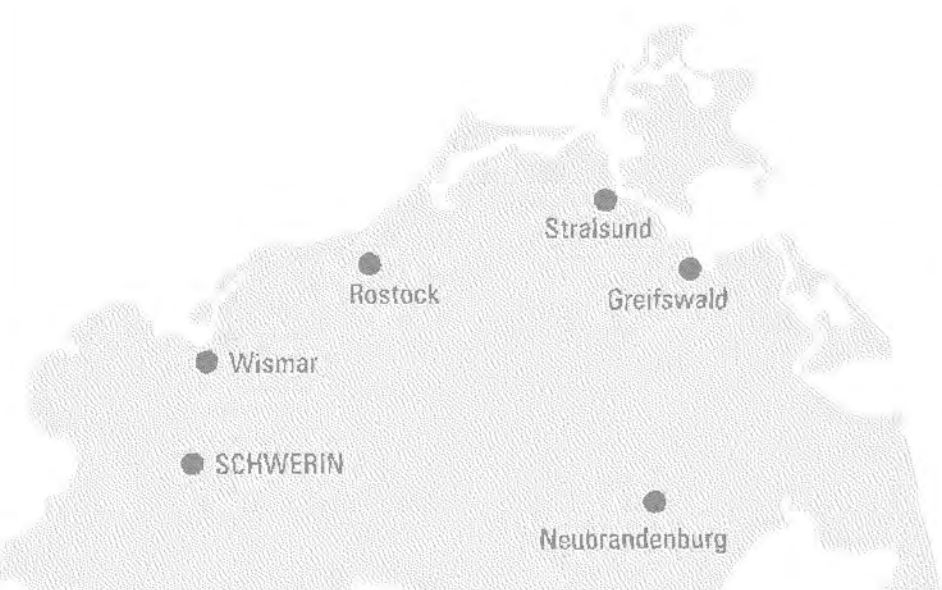 Stralsund
Rostock
Greifswald
Wismar
SCHWERIN
Neubrandenburg